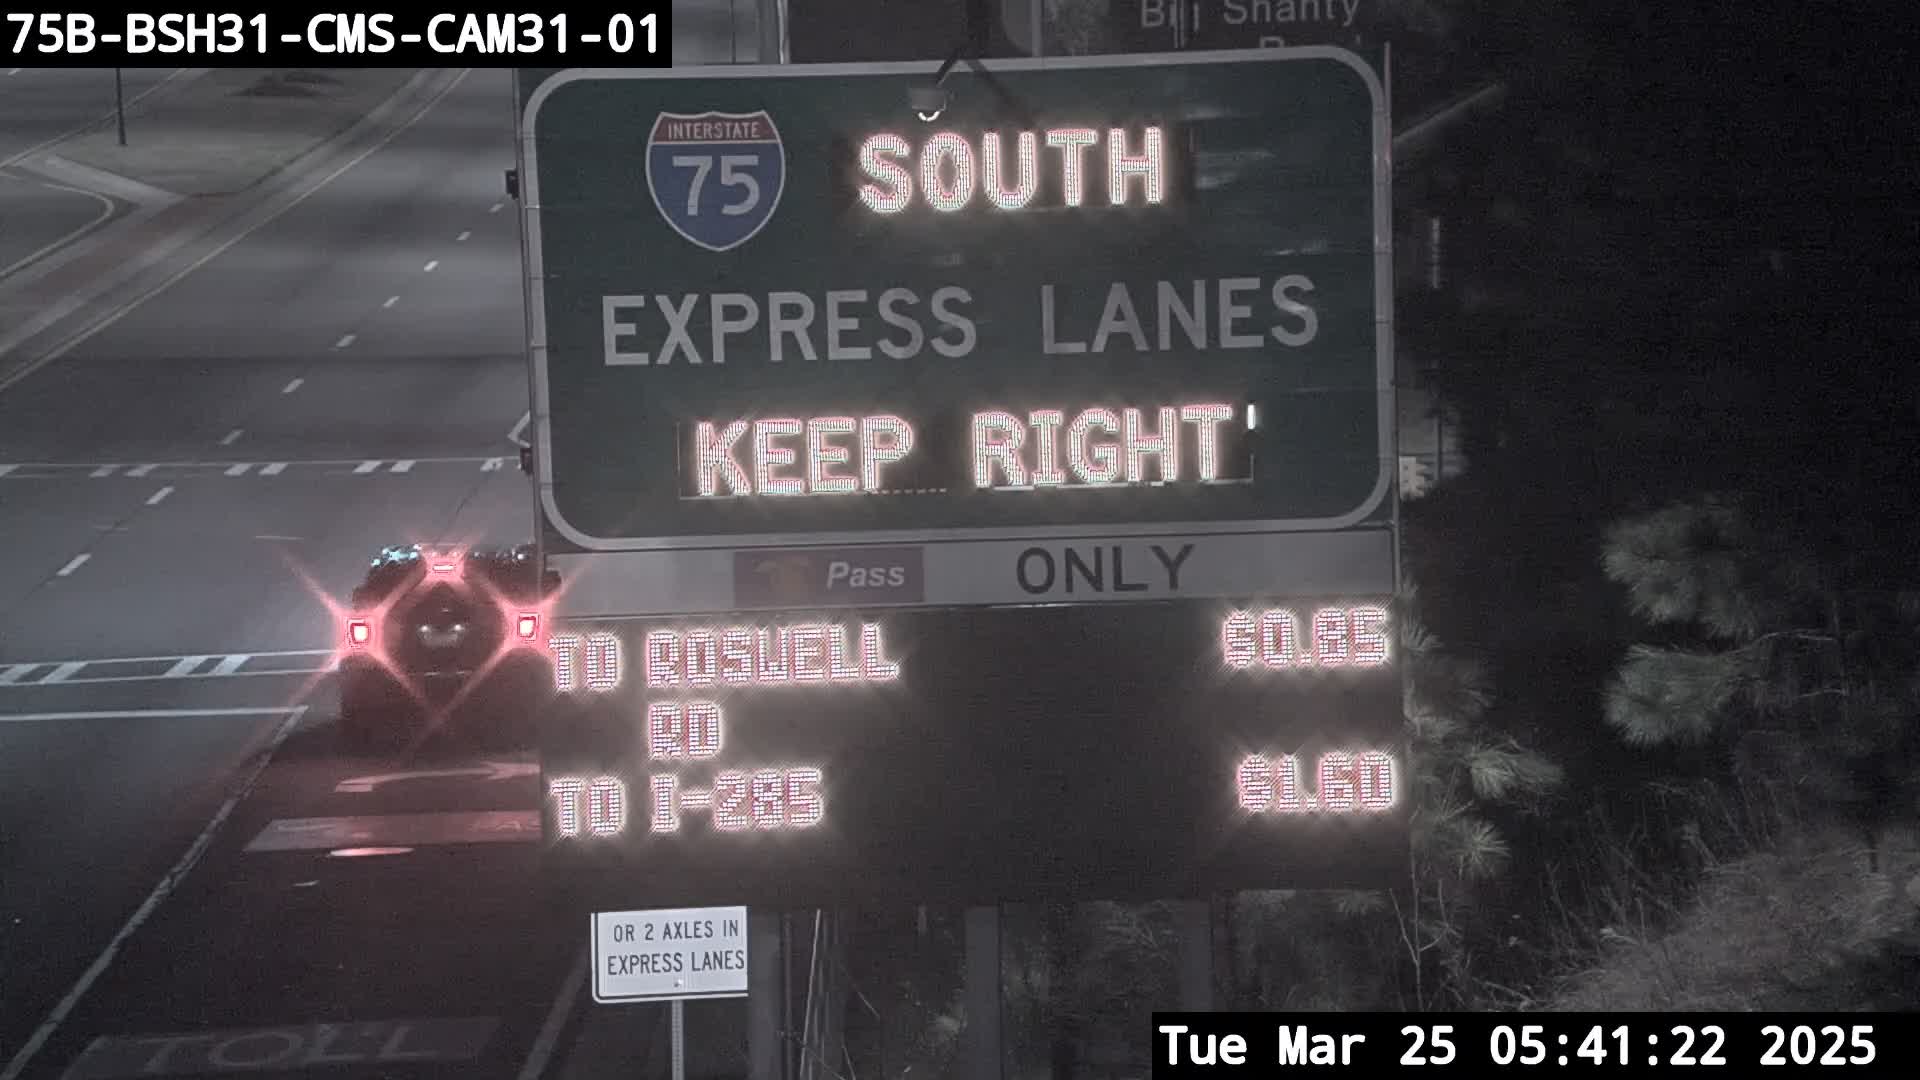 75B-BSH31-CMS-CAM31-01
Shanty
INTERSTATE
75
SOUTH
EXPRESS LANES
KEEP RIGHT
Pass ONLY
TO ROSWELL $0.85
RD
TO I-285 $1.60
OR 2 AXLES IN
EXPRESS LANES
TOLL
Tue Mar 25 05:41:22 2025